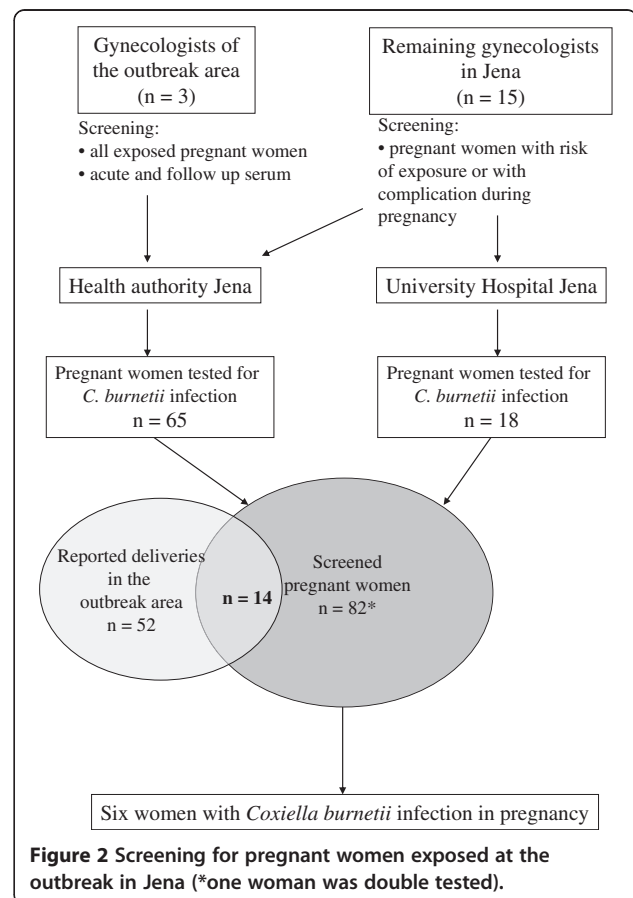 Gynecologists of
the outbreak area
(n = 3)
Remaining gynecologists
in Jena
(n = 15)
Screening:
• all exposed pregnant women
• acute and follow up serum
Screening:
• pregnant women with risk
of exposure or with
complication during
pregnancy
Health authority Jena
University Hospital Jena
Pregnant women tested for
C. burnetii infection
n = 65
Pregnant women tested for
C. burnetii infection
n = 18
Reported deliveries
in the
outbreak area
n = 52
n = 14
Screened
pregnant women
n = 82*
Six women with Coxiella burnetii infection in pregnancy
Figure 2 Screening for pregnant women exposed at the
outbreak in Jena (*one woman was double tested).